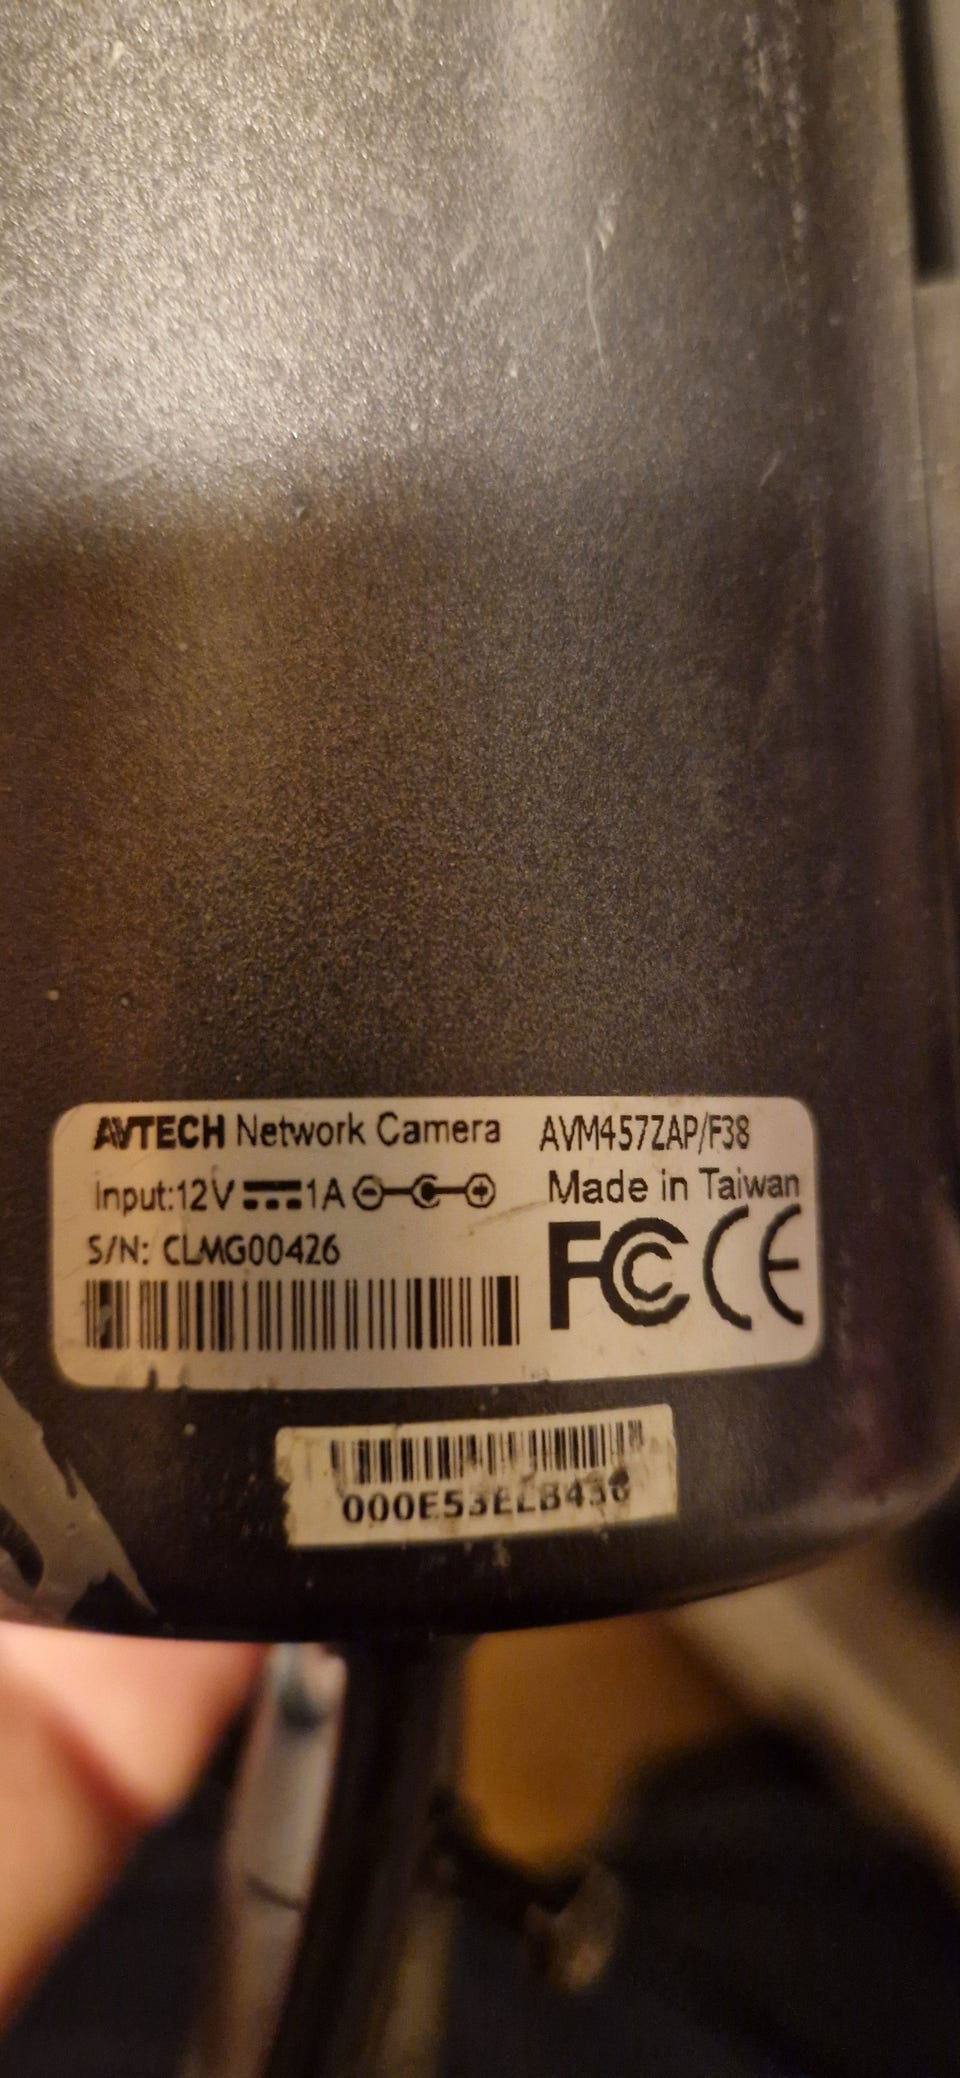 AVTECH Network Camera AVM457ZAP/F38
Input:12V 1A
Made in Taiwan
S/N: CLMG00426
FC CE